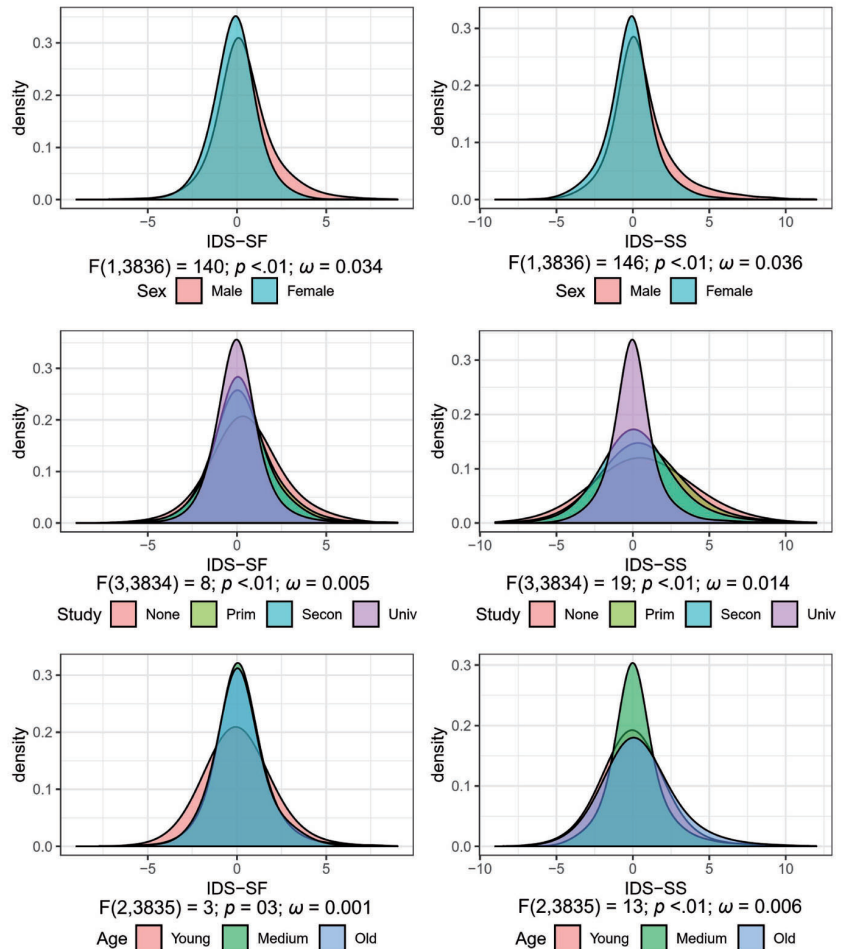 density
0.3
0.2
0.1
0.0
−5 0 5
IDS−SF
F(1,3836) = 140; p <.01; ω = 0.034
Sex Male Female
density
0.3
0.2
0.1
0.0
−10 −5 0 5 10
IDS−SS
F(1,3836) = 146; p <.01; ω = 0.036
Sex Male Female
density
0.3
0.2
0.1
0.0
−5 0 5
IDS−SF
F(3,3834) = 8; p <.01; ω = 0.005
Study None Prim Secon Univ
density
0.3
0.2
0.1
0.0
−10 −5 0 5 10
IDS−SS
F(3,3834) = 19; p <.01; ω = 0.014
Study None Prim Secon Univ
density
0.3
0.2
0.1
0.0
−5 0 5
IDS−SF
F(2,3835) = 3; p = 03; ω = 0.001
Age Young Medium Old
density
0.3
0.2
0.1
0.0
−10 −5 0 5 10
IDS−SS
F(2,3835) = 13; p <.01; ω = 0.006
Age Young Medium Old